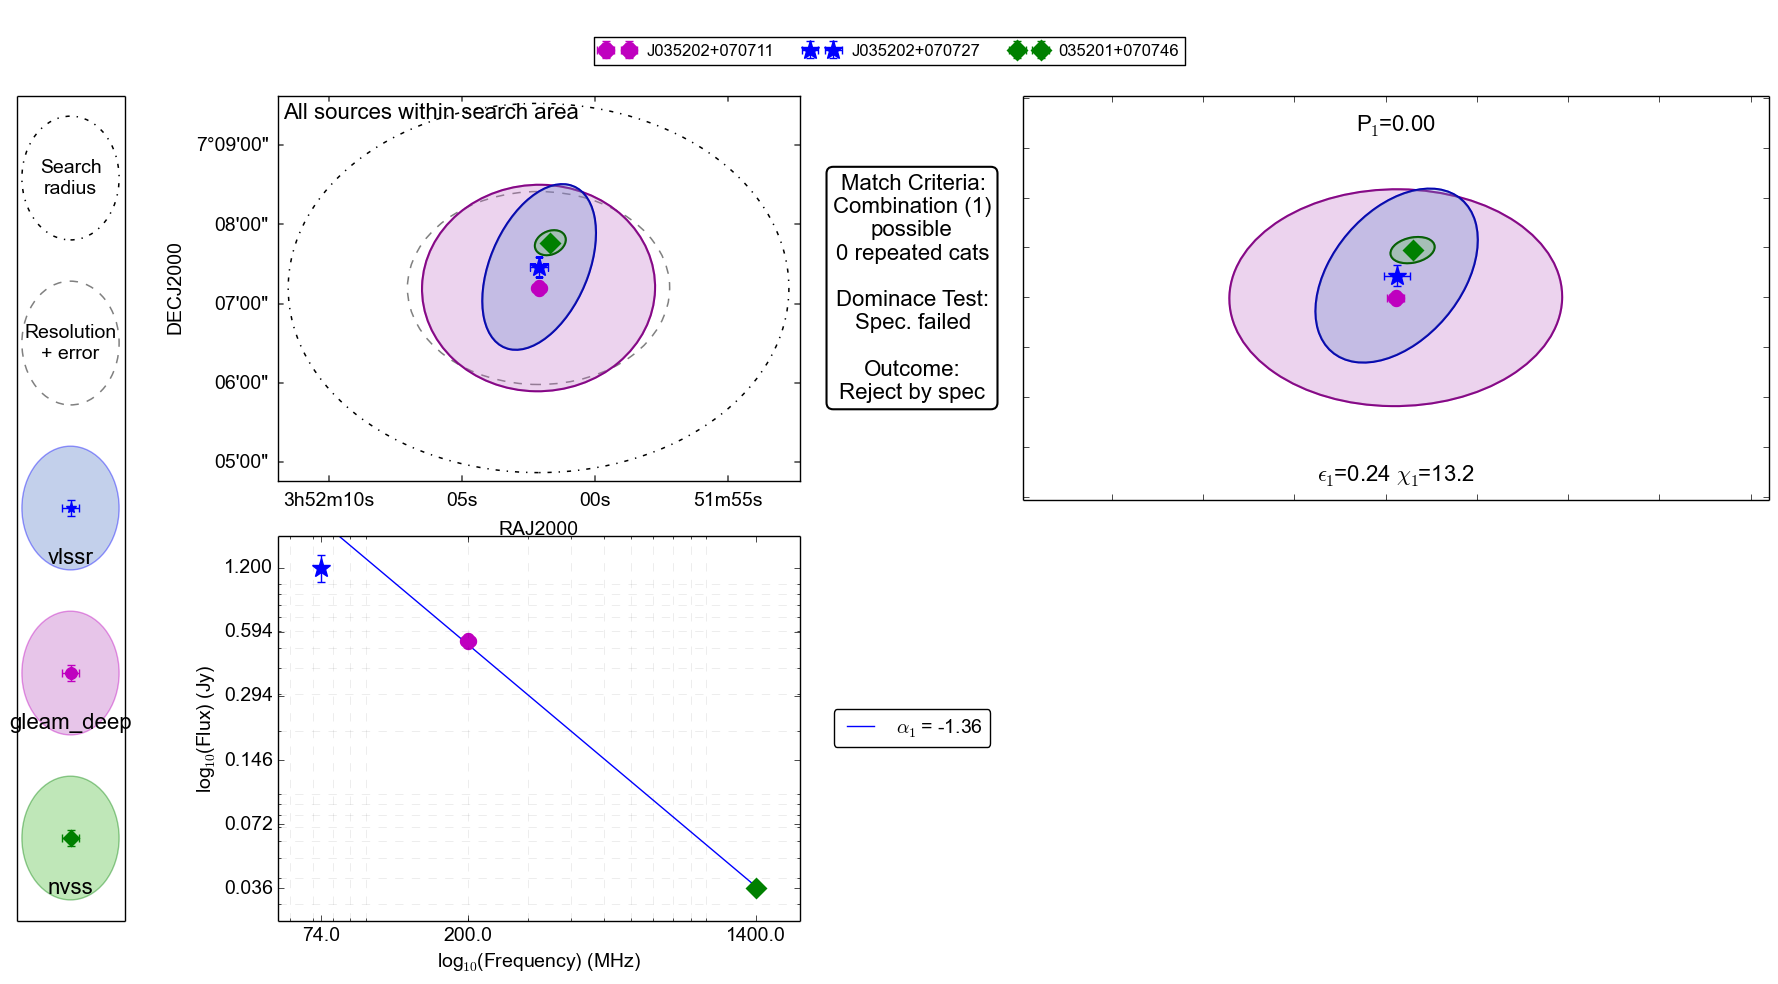 J035202+070711
J035202+070727
035201+070746
Search
radius
Resolution
+ error
vlssr
gleam_deep
nvss
All sources within search area
7°09'00"
08'00"
07'00"
06'00"
05'00"
DECJ2000
3h52m10s
05s
00s
51m55s
RAJ2000
Match Criteria:
Combination (1)
possible
0 repeated cats
Dominace Test:
Spec. failed
Outcome:
Reject by spec
P₁=0.00
ϵ₁=0.24 χ₁=13.2
1.200
0.594
0.294
0.146
0.072
0.036
log₁₀(Flux) (Jy)
74.0
200.0
1400.0
log₁₀(Frequency) (MHz)
α₁ = -1.36